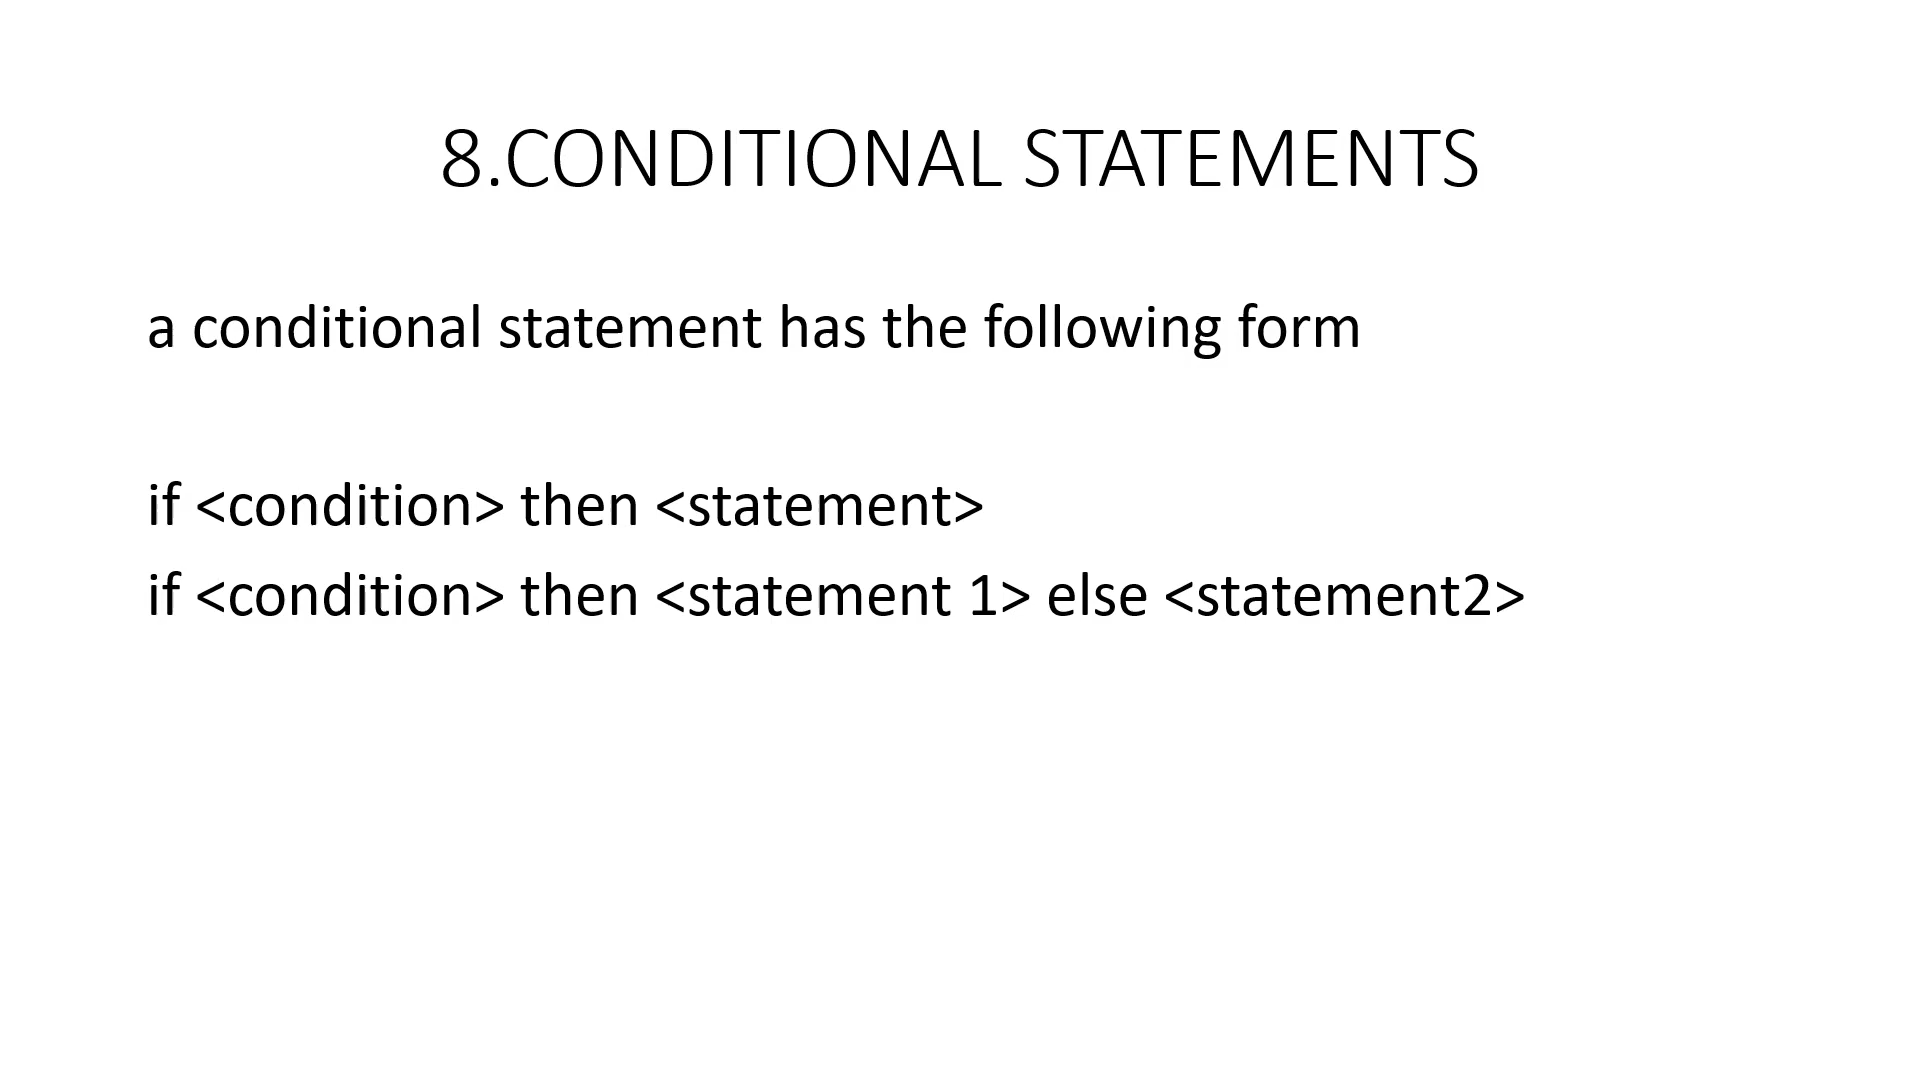 8.CONDITIONAL STATEMENTS
a conditional statement has the following form
if <condition> then <statement>
if <condition> then <statement 1> else <statement2>